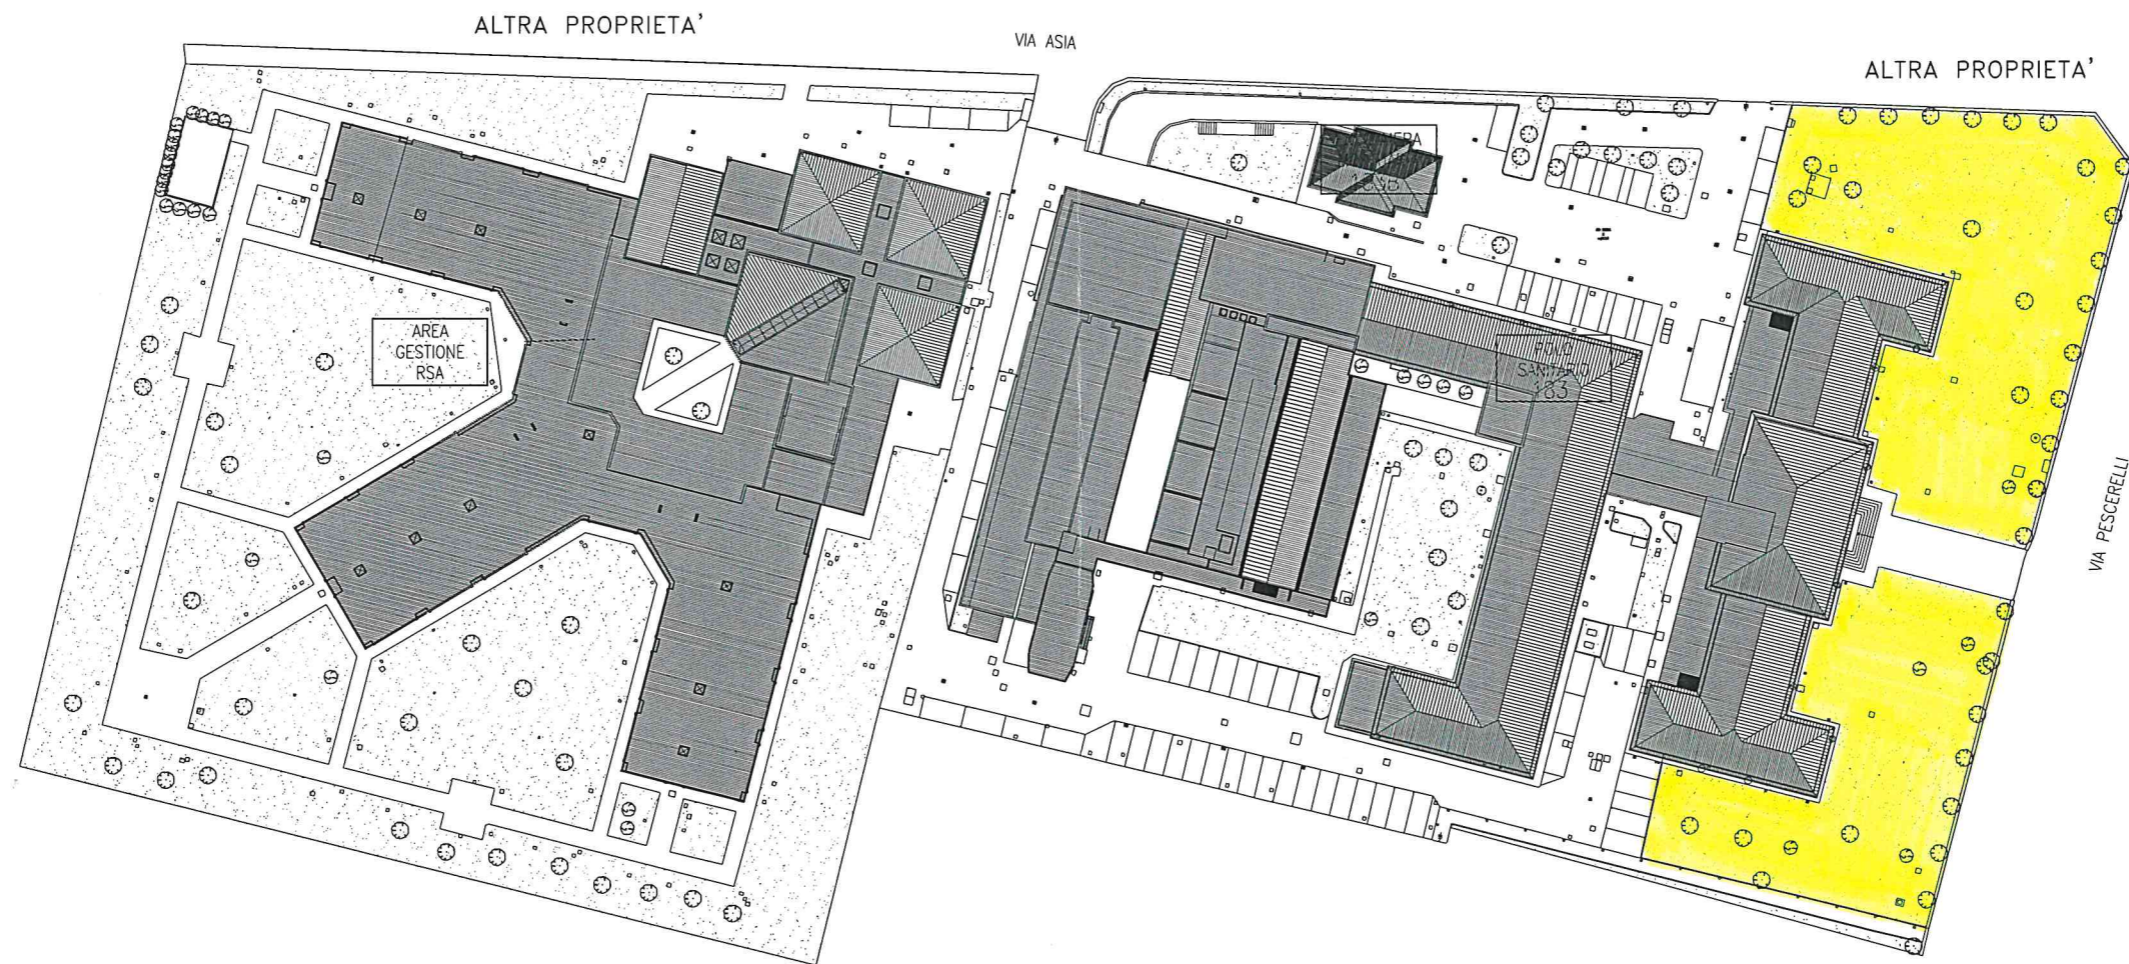 ALTRA PROPRIETA'
VIA ASIA
ALTRA PROPRIETA'
AREA
GESTIONE
RSA
POLO
SANITARIO
183
VIA PESCERELLI